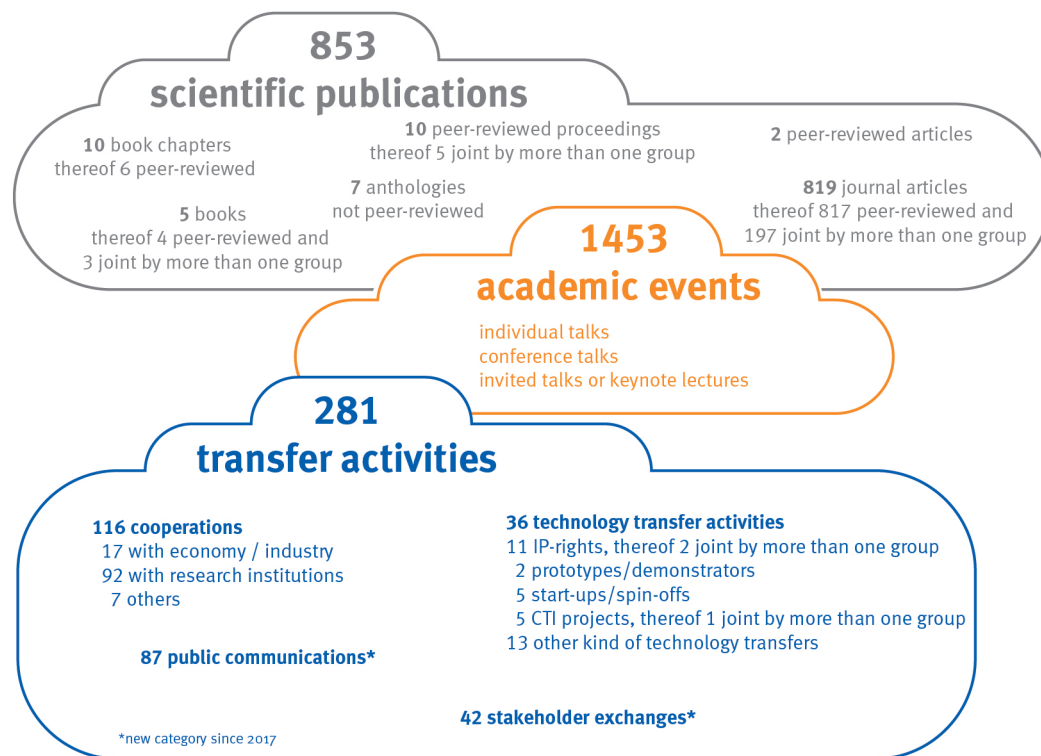 853
scientific publications
10 book chapters
thereof 6 peer-reviewed
10 peer-reviewed proceedings
thereof 5 joint by more than one group
2 peer-reviewed articles
7 anthologies
not peer-reviewed
5 books
thereof 4 peer-reviewed and
3 joint by more than one group
819 journal articles
thereof 817 peer-reviewed and
197 joint by more than one group
1453
academic events
individual talks
conference talks
invited talks or keynote lectures
281
transfer activities
116 cooperations
17 with economy / industry
92 with research institutions
7 others
87 public communications*
36 technology transfer activities
11 IP-rights, thereof 2 joint by more than one group
2 prototypes/demonstrators
5 start-ups/spin-offs
5 CTI projects, thereof 1 joint by more than one group
13 other kind of technology transfers
42 stakeholder exchanges*
*new category since 2017